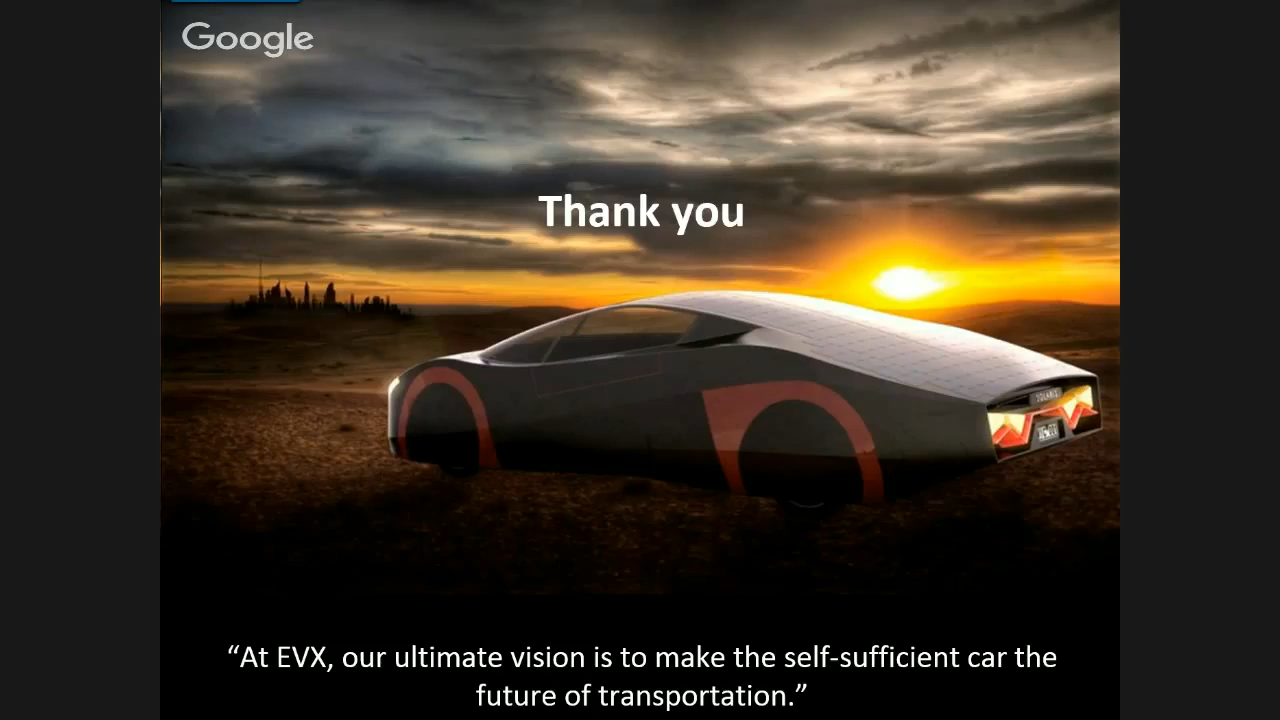 Google
Thank you
“At EVX, our ultimate vision is to make the self-sufficient car the
future of transportation.”